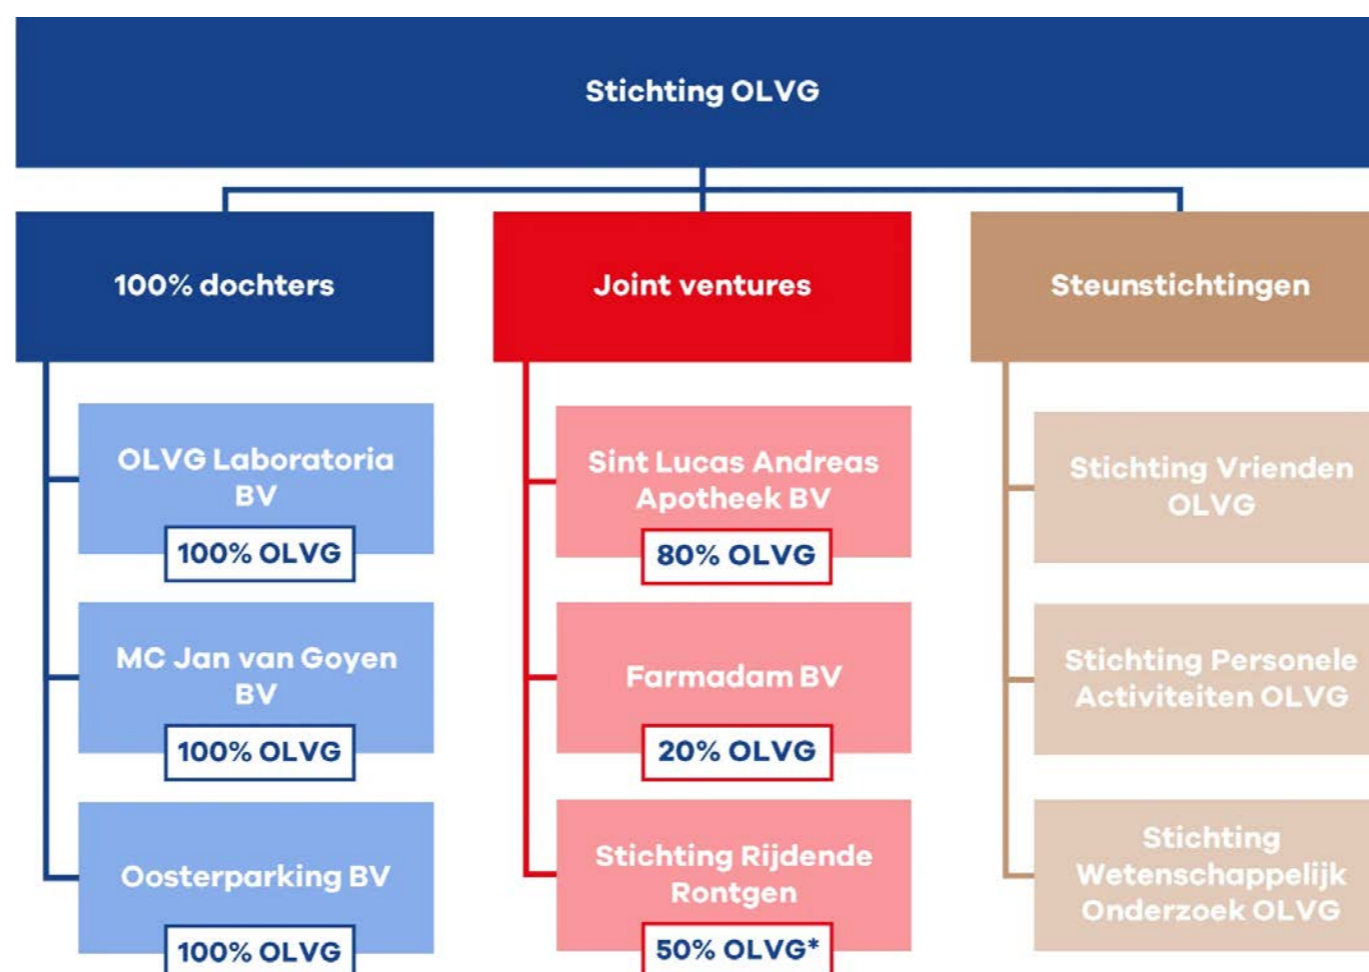 Stichting OLVG
100% dochters
OLVG Laboratoria
BV
100% OLVG
MC Jan van Goyen
BV
100% OLVG
Oosterparking BV
100% OLVG
Joint ventures
Sint Lucas Andreas
Apotheek BV
80% OLVG
Farmadam BV
20% OLVG
Stichting Rijdende
Rontgen
50% OLVG*
Steunstichtingen
Stichting Vrienden
OLVG
Stichting Personele
Activiteiten OLVG
Stichting
Wetenschappelijk
Onderzoek OLVG